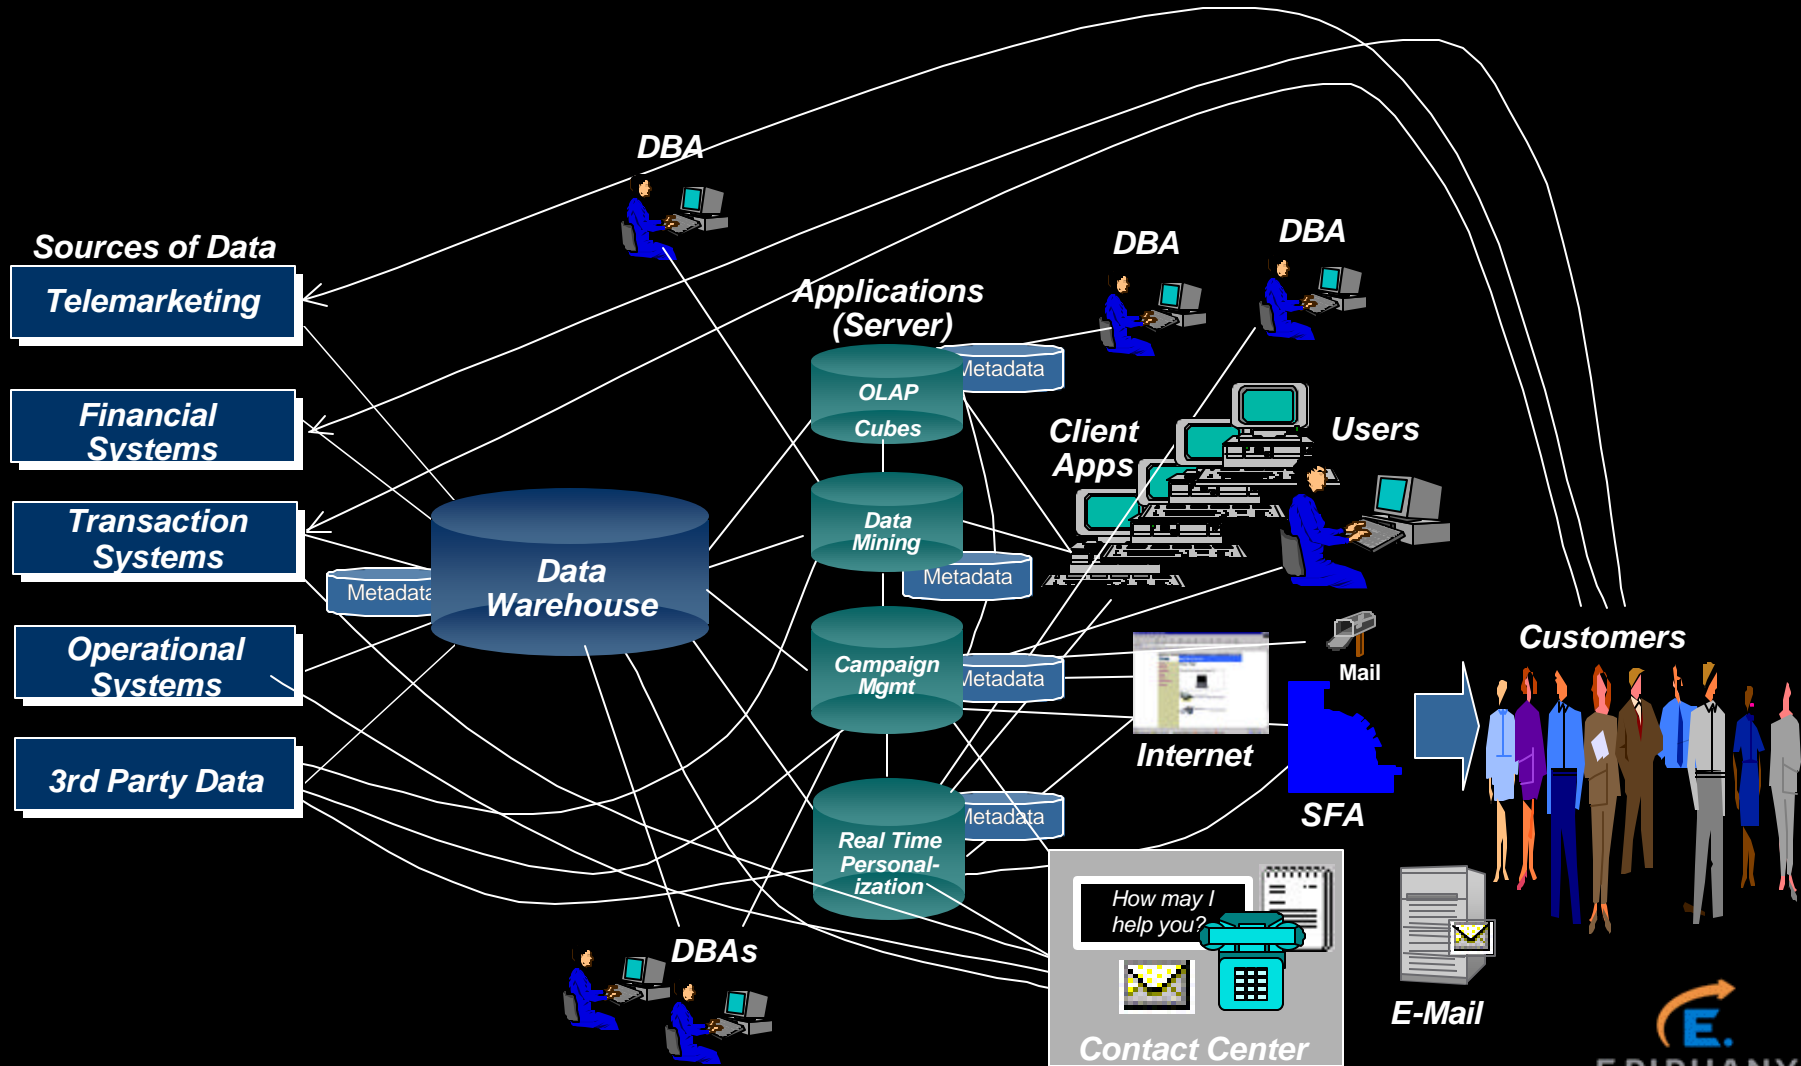 DBA
DBA
DBA
Sources of Data
Telemarketing
Financial
Systems
Transaction
Systems
Operational
Systems
3rd Party Data
Metadata
Data
Warehouse
Applications
(Server)
OLAP
Cubes
Metadata
Data
Mining
Metadata
Campaign
Mgmt
Metadata
Real Time
Personal-
ization
Metadata
DBAs
Client
Apps
Users
Mail
Internet
SFA
Customers
How may I
help you?
Contact Center
E-Mail
E.
EPIPHANY